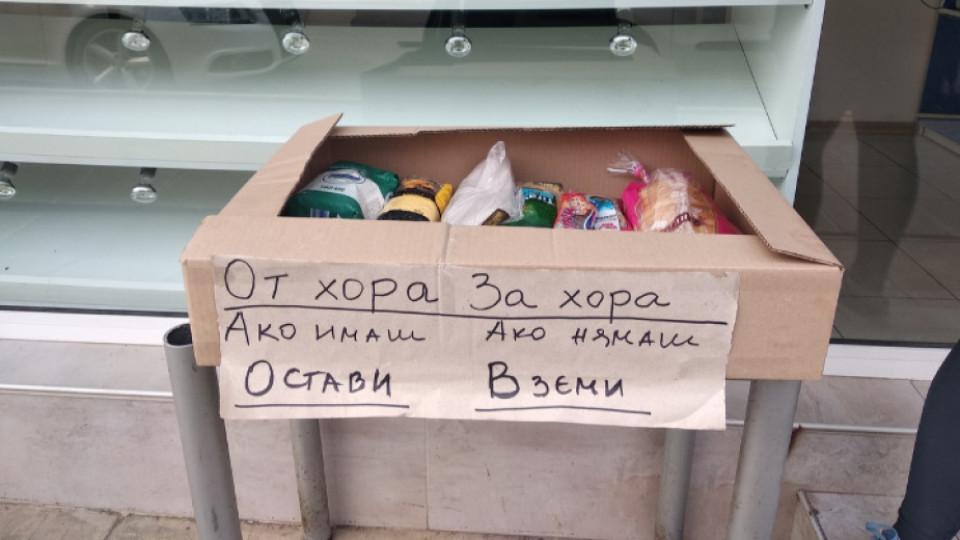 От хора За хора
Ако имаш Ако нямаш
Остави Вземи